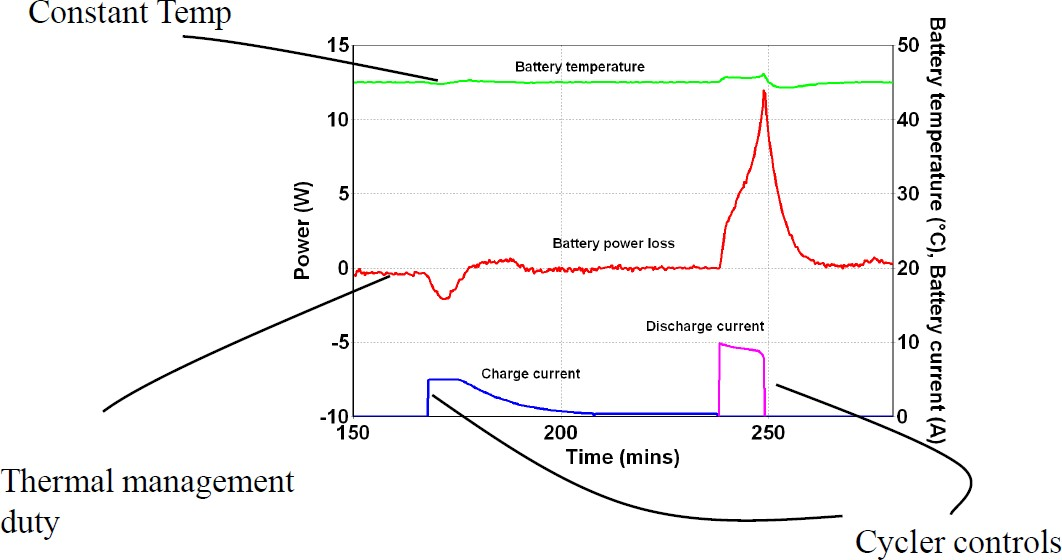 Constant Temp
15
10
5
0
-5
-10
Power (W)
150
200
250
Time (mins)
50
40
30
20
10
0
Battery temperature (°C), Battery current (A)
Battery temperature
Battery power loss
Discharge current
Charge current
Thermal management
duty
Cycler controls